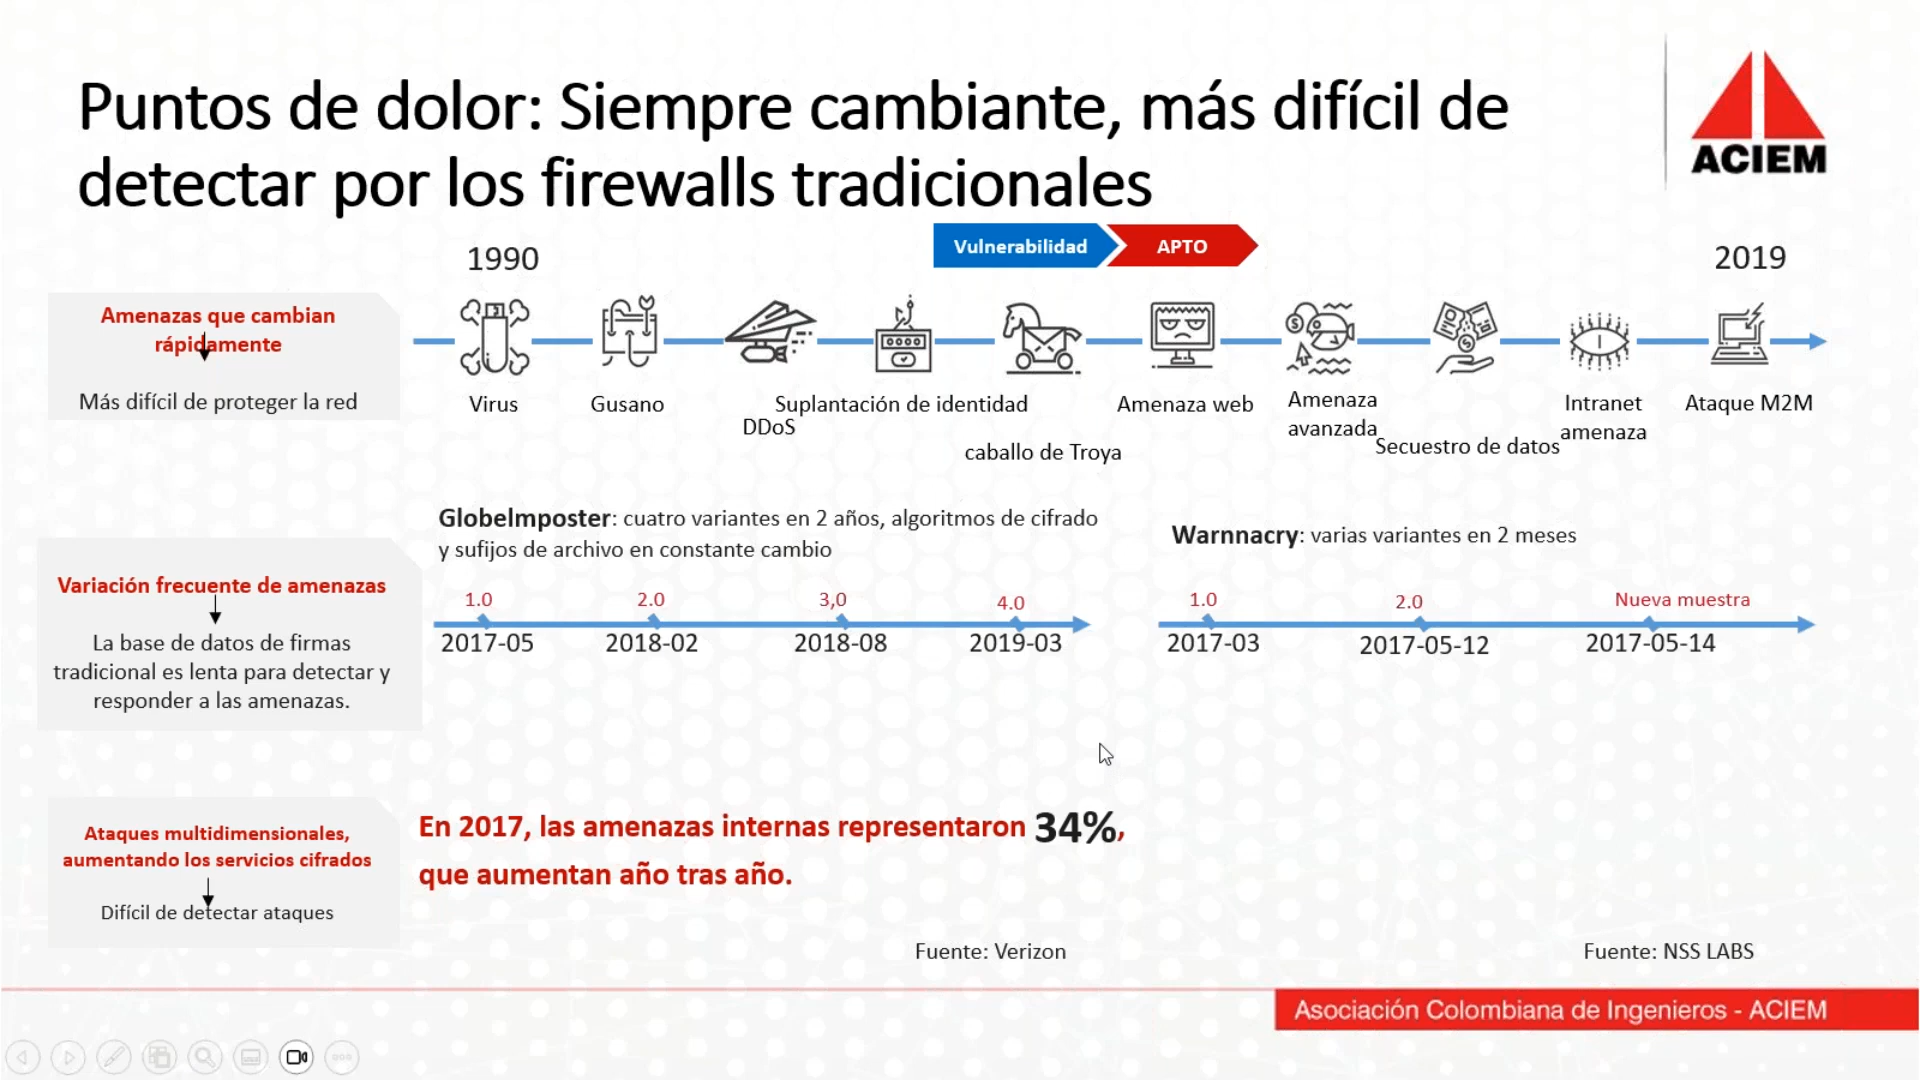 Puntos de dolor: Siempre cambiante, más difícil de
detectar por los firewalls tradicionales
ACIEM
Vulnerabilidad
APTO
1990
2019
Amenazas que cambian
rápidamente
Más difícil de proteger la red
Virus
Gusano
DDoS
Suplantación de identidad
caballo de Troya
Amenaza web
Amenaza
avanzada
Secuestro de datos
Intranet
amenaza
Ataque M2M
GlobeImposter: cuatro variantes en 2 años, algoritmos de cifrado
y sufijos de archivo en constante cambio
Warnnacry: varias variantes en 2 meses
Variación frecuente de amenazas
La base de datos de firmas
tradicional es lenta para detectar y
responder a las amenazas.
1.0
2.0
3,0
4.0
2017-05
2018-02
2018-08
2019-03
1.0
2.0
Nueva muestra
2017-03
2017-05-12
2017-05-14
Ataques multidimensionales,
aumentando los servicios cifrados
Difícil de detectar ataques
En 2017, las amenazas internas representaron 34%,
que aumentan año tras año.
Fuente: Verizon
Fuente: NSS LABS
Asociación Colombiana de Ingenieros - ACIEM